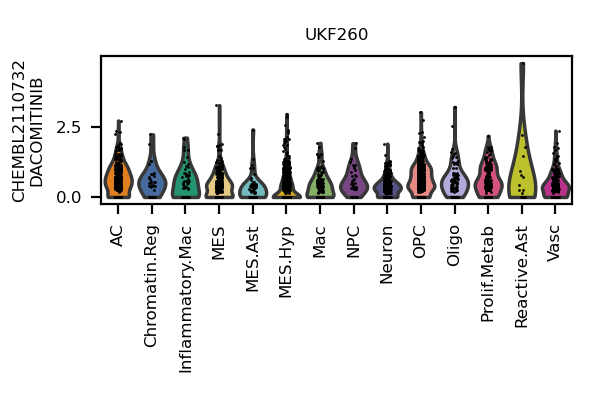 UKF260
CHEMBL2110732
DACOMITINIB
2.5
0.0
AC
Chromatin.Reg
Inflammatory.Mac
MES
MES.Ast
MES.Hyp
Mac
NPC
Neuron
OPC
Oligo
Prolif.Metab
Reactive.Ast
Vasc